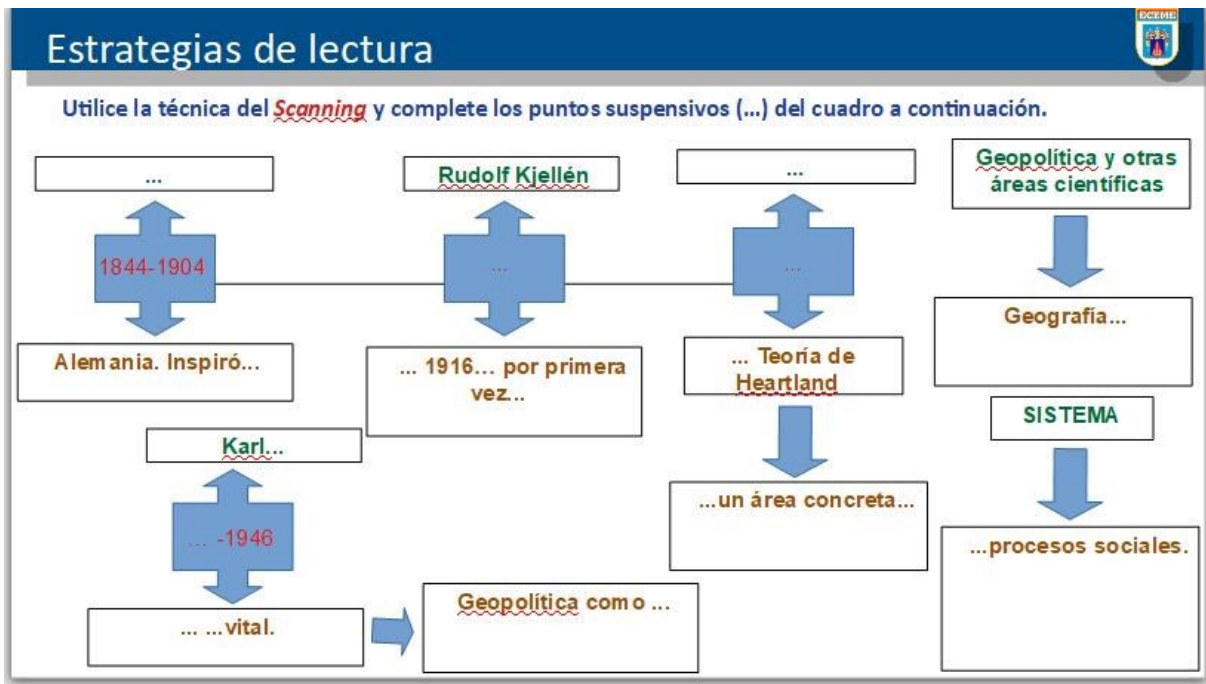 ECEME
Estrategias de lectura
Utilice la técnica del Scanning y complete los puntos suspensivos (...) del cuadro a continuación.
...
1844-1904
Alemania. Inspiró...
Rudolf Kjellén
...
... 1916... por primera
vez...
...
...
... Teoría de
Heartland
...un área concreta...
Geopolítica y otras
áreas científicas
Geografía...
SISTEMA
...procesos sociales.
Karl...
... -1946
... ...vital.
Geopolítica como ...